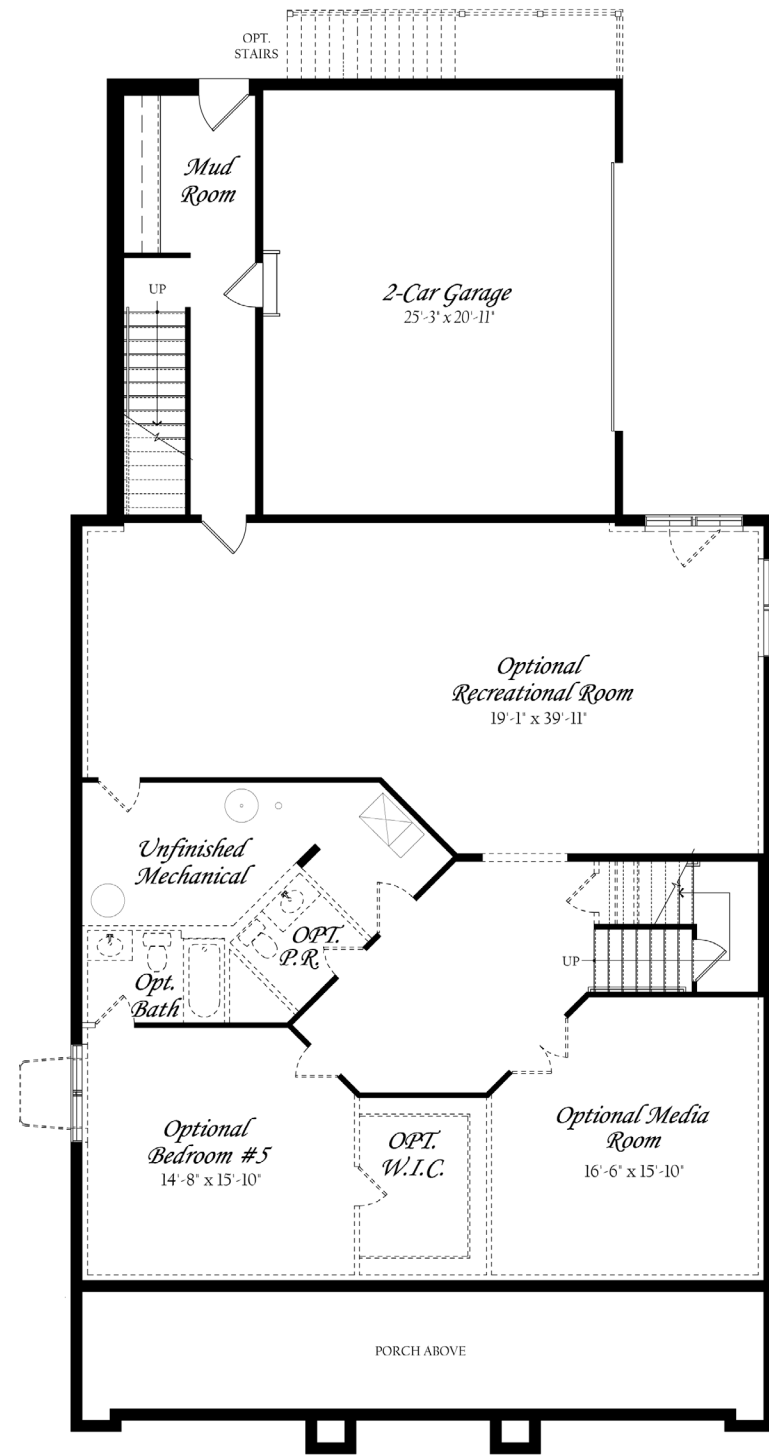 OPT.
STAIRS
Mud
Room
UP
2-Car Garage
25'-3" x 20'-11"
Optional
Recreational Room
19'-1" x 39'-11"
Unfinished
Mechanical
OPT.
P.R.
Opt.
Bath
UP
Optional
Bedroom #5
14'-8" x 15'-10"
OPT.
W.I.C.
Optional Media
Room
16'-6" x 15'-10"
PORCH ABOVE